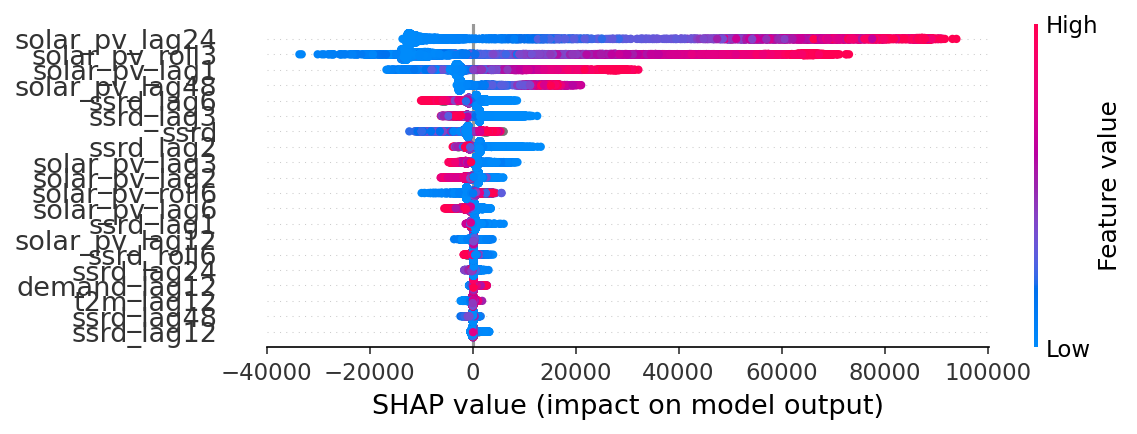 solar_pv_lag24
solar_pv_roll3
solar_pv_lag1
solar_pv_lag48
ssrd_lag6
ssrd_lag3
ssrd
ssrd_lag2
solar_pv_lag3
solar_pv_lag2
solar_pv_roll6
solar_pv_lag6
ssrd_lag1
solar_pv_lag12
ssrd_roll6
ssrd_lag24
demand_lag12
t2m_lag12
ssrd_lag48
ssrd_lag12
−40000 −20000 0 20000 40000 60000 80000 100000
SHAP value (impact on model output)
High
Feature value
Low